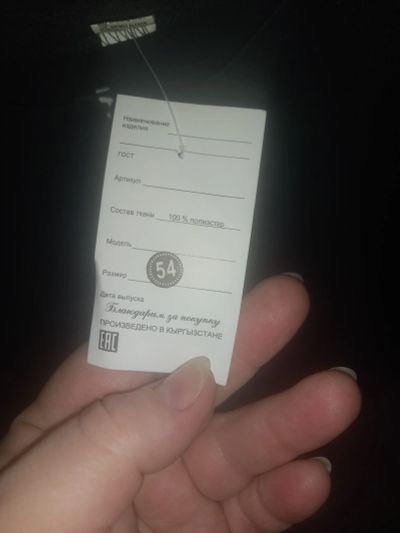 Наименование
изделия
ГОСТ
Артикул
Состав ткани 100 % полиэстер
Модель
54
Размер
Дата выпуска
Благодарим за покупку
ПРОИЗВЕДЕНО В КЫРГЫЗСТАНЕ
EAC